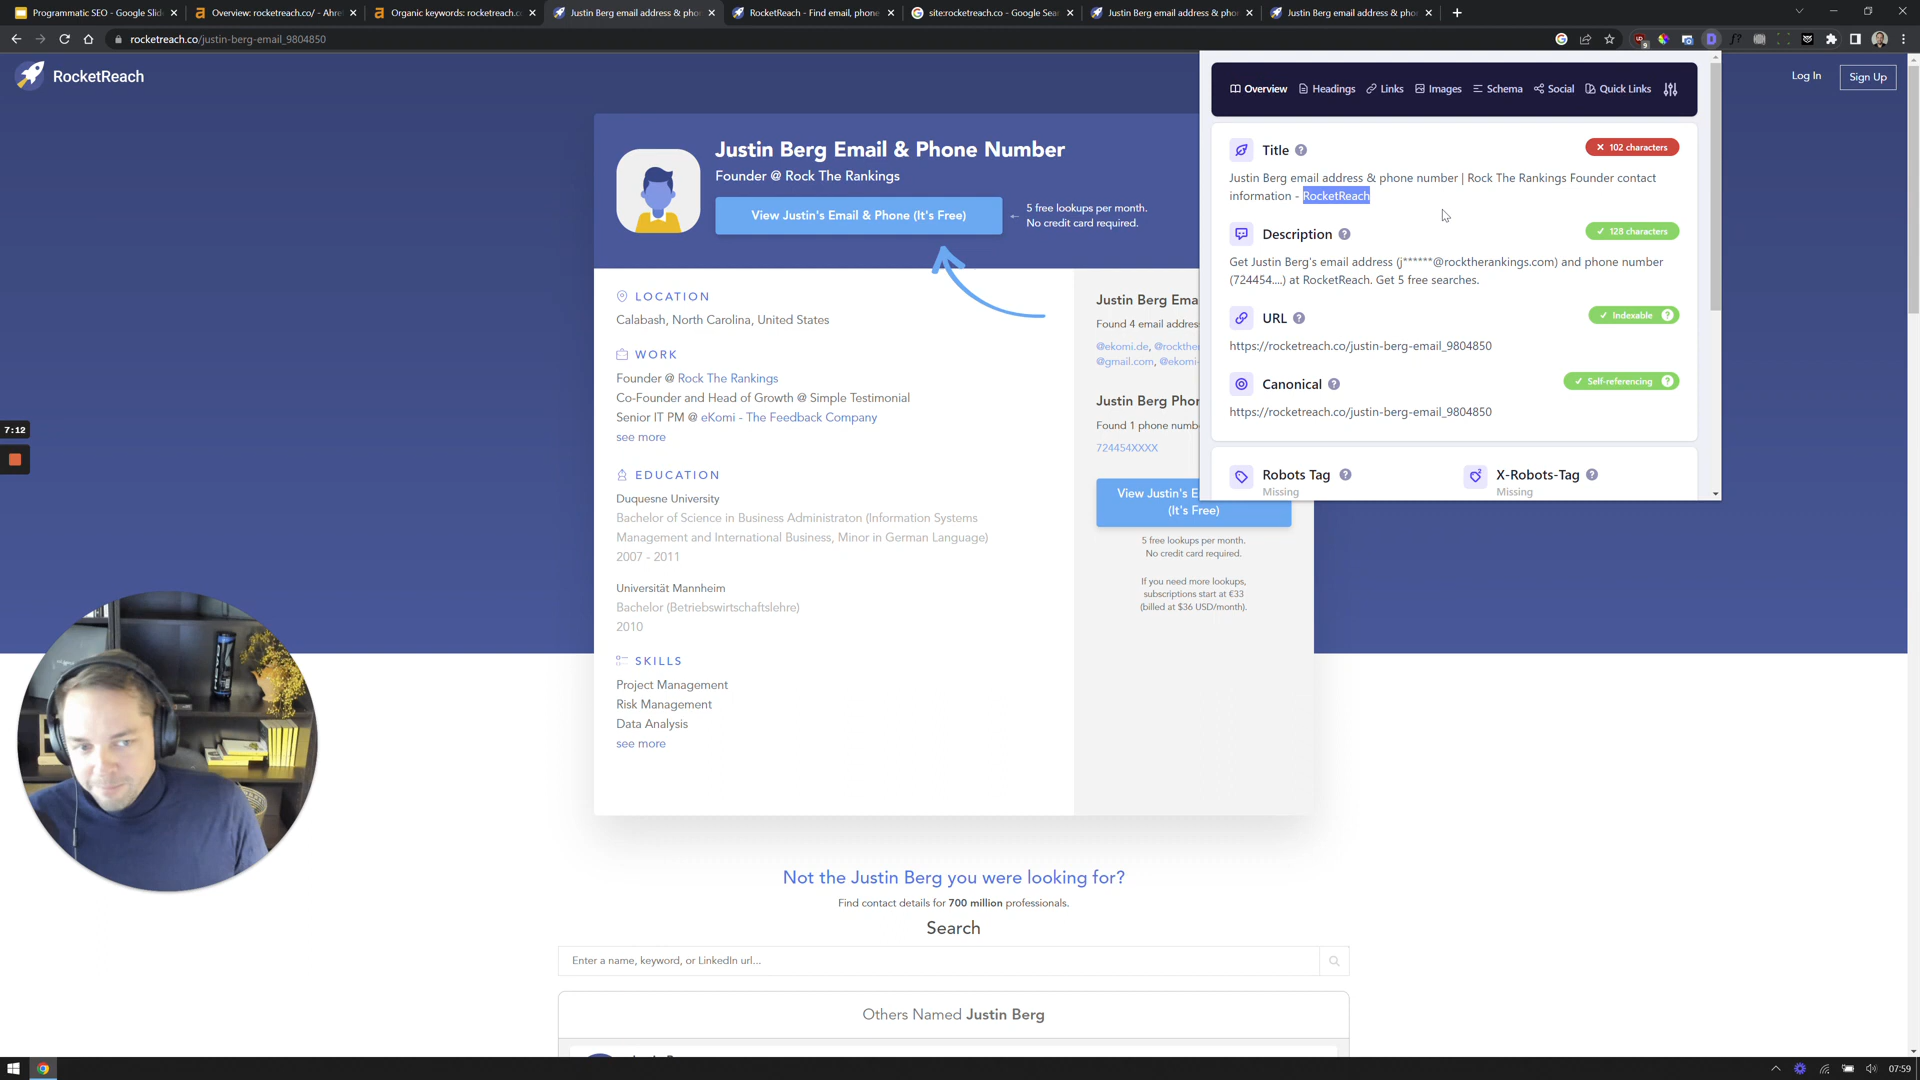 Programmatic SEO - Google Slid
Overview: rocketreach.co/ - Ahre
Organic keywords: rocketreach.c
Justin Berg email address & phon
RocketReach - Find email, phone
site:rocketreach.co - Google Sear
Justin Berg email address & phon
Justin Berg email address & phon
rocketreach.co/justin-berg-email_9804850
RocketReach
Log In
Sign Up
Justin Berg Email & Phone Number
Founder @ Rock The Rankings
View Justin's Email & Phone (It's Free)
← 5 free lookups per month.
No credit card required.
LOCATION
Calabash, North Carolina, United States
WORK
Founder @ Rock The Rankings
Co-Founder and Head of Growth @ Simple Testimonial
Senior IT PM @ eKomi - The Feedback Company
see more
EDUCATION
Duquesne University
Bachelor of Science in Business Administraton (Information Systems
Management and International Business, Minor in German Language)
2007 - 2011
Universität Mannheim
Bachelor (Betriebswirtschaftslehre)
2010
SKILLS
Project Management
Risk Management
Data Analysis
see more
Justin Berg Ema
Found 4 email addres
@ekomi.de, @rockthe
@gmail.com, @ekomi-
Justin Berg Phon
Found 1 phone numb
724454XXXX
View Justin's E
(It's Free)
5 free lookups per month.
No credit card required.
If you need more lookups,
subscriptions start at €33
(billed at $36 USD/month).
Overview
Headings
Links
Images
Schema
Social
Quick Links
Title
102 characters
Justin Berg email address & phone number | Rock The Rankings Founder contact
information - RocketReach
Description
128 characters
Get Justin Berg's email address (j******@rocktherankings.com) and phone number
(724454....) at RocketReach. Get 5 free searches.
URL
Indexable
https://rocketreach.co/justin-berg-email_9804850
Canonical
Self-referencing
https://rocketreach.co/justin-berg-email_9804850
Robots Tag
Missing
X-Robots-Tag
Missing
7:12
Not the Justin Berg you were looking for?
Find contact details for 700 million professionals.
Search
Enter a name, keyword, or LinkedIn url...
Others Named Justin Berg
07:59